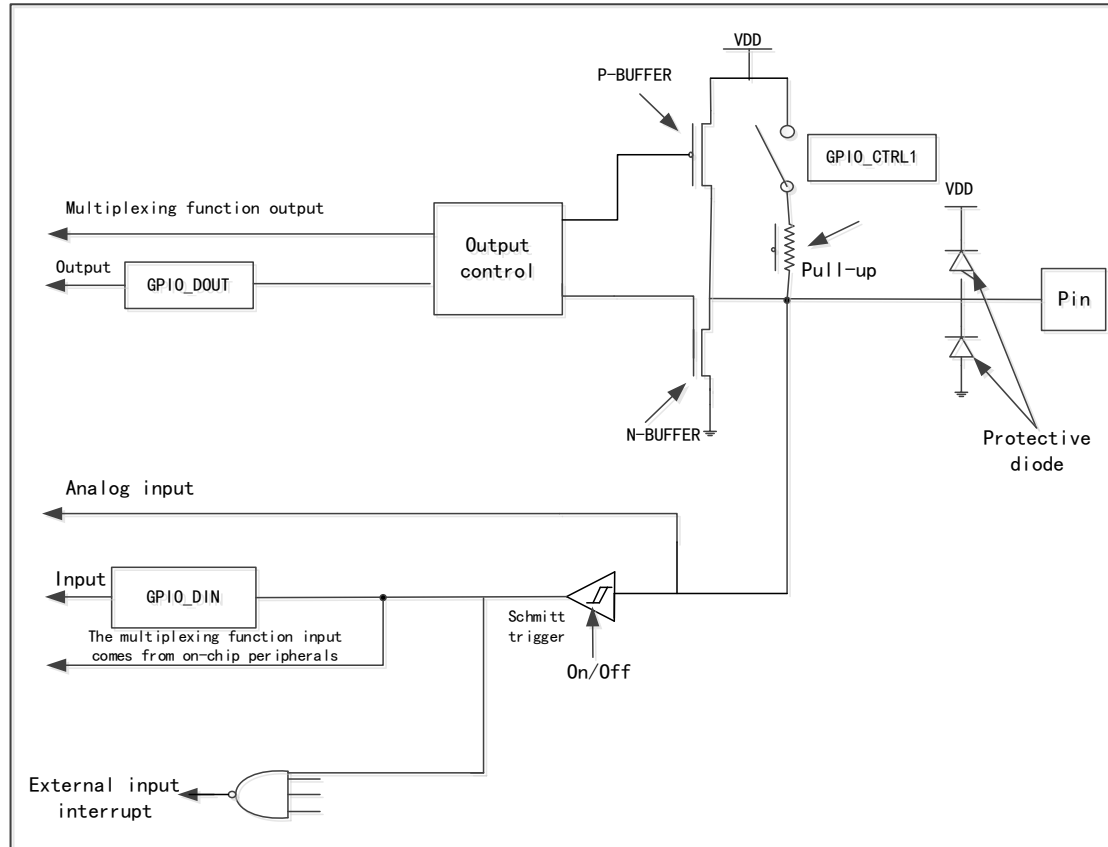 VDD
P-BUFFER
GPIO_CTRL1
Multiplexing function output
VDD
Output
control
Output
GPIO_DOUT
Pull-up
Pin
N-BUFFER
Protective
diode
Analog input
Input
GPIO_DIN
Schmitt
trigger
The multiplexing function input
comes from on-chip peripherals
On/Off
External input
interrupt